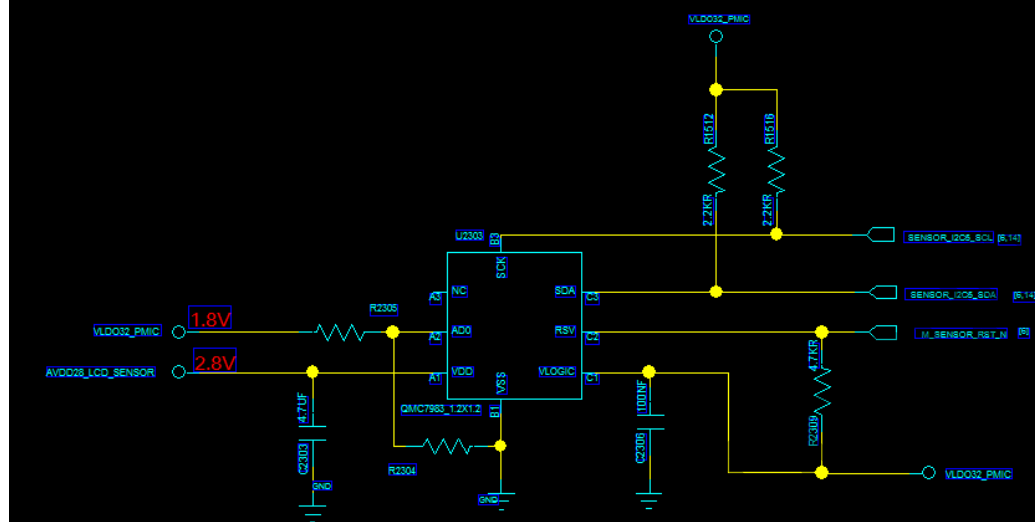 VLDO32_PMIC
R1512
R1516
2.2KR
2.2KR
U2303
B3
SCK
SENSOR_I2C5_SCL [6,14]
A3
NC
SDA
C3
SENSOR_I2C5_SDA [6,14]
R2305
1.8V
VLDO32_PMIC
A2
AD0
RSV
C2
M_SENSOR_RST_N [6]
2.8V
AVDD28_LCD_SENSOR
A1
VDD
VSS
VLOGIC
C1
4.7KR
R2309
QMC7983_1.2X1.2
B1
4.7UF
C2303
100NF
C2306
R2304
VLDO32_PMIC
GND
GND